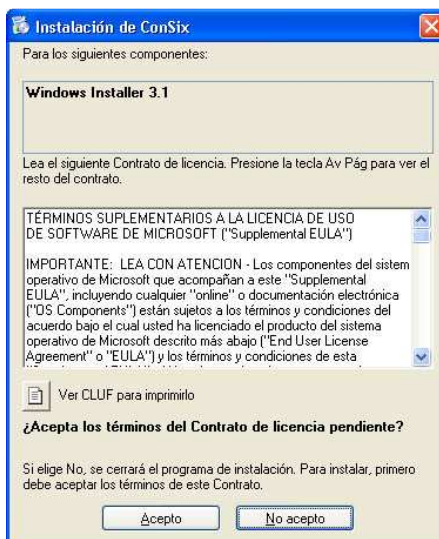 Instalación de ConSix
Para los siguientes componentes:
Windows Installer 3.1
Lea el siguiente Contrato de licencia. Presione la tecla Av Pág para ver el
resto del contrato.
TÉRMINOS SUPLEMENTARIOS A LA LICENCIA DE USO
DE SOFTWARE DE MICROSOFT ("Supplemental EULA")
IMPORTANTE: LEA CON ATENCION - Los componentes del sistem
operativo de Microsoft que acompañan a este "Supplemental
EULA", incluyendo cualquier "online" o documentación electrónica
("OS Components") están sujetos a los términos y condiciones del
acuerdo bajo el cual usted ha licenciado el producto del sistema
operativo de Microsoft descrito más abajo ("End User License
Agreement" o "EULA") y los términos y condiciones de esta
Ver CLUF para imprimirlo
¿Acepta los términos del Contrato de licencia pendiente?
Si elige No, se cerrará el programa de instalación. Para instalar, primero
debe aceptar los términos de este Contrato.
Acepto
No acepto